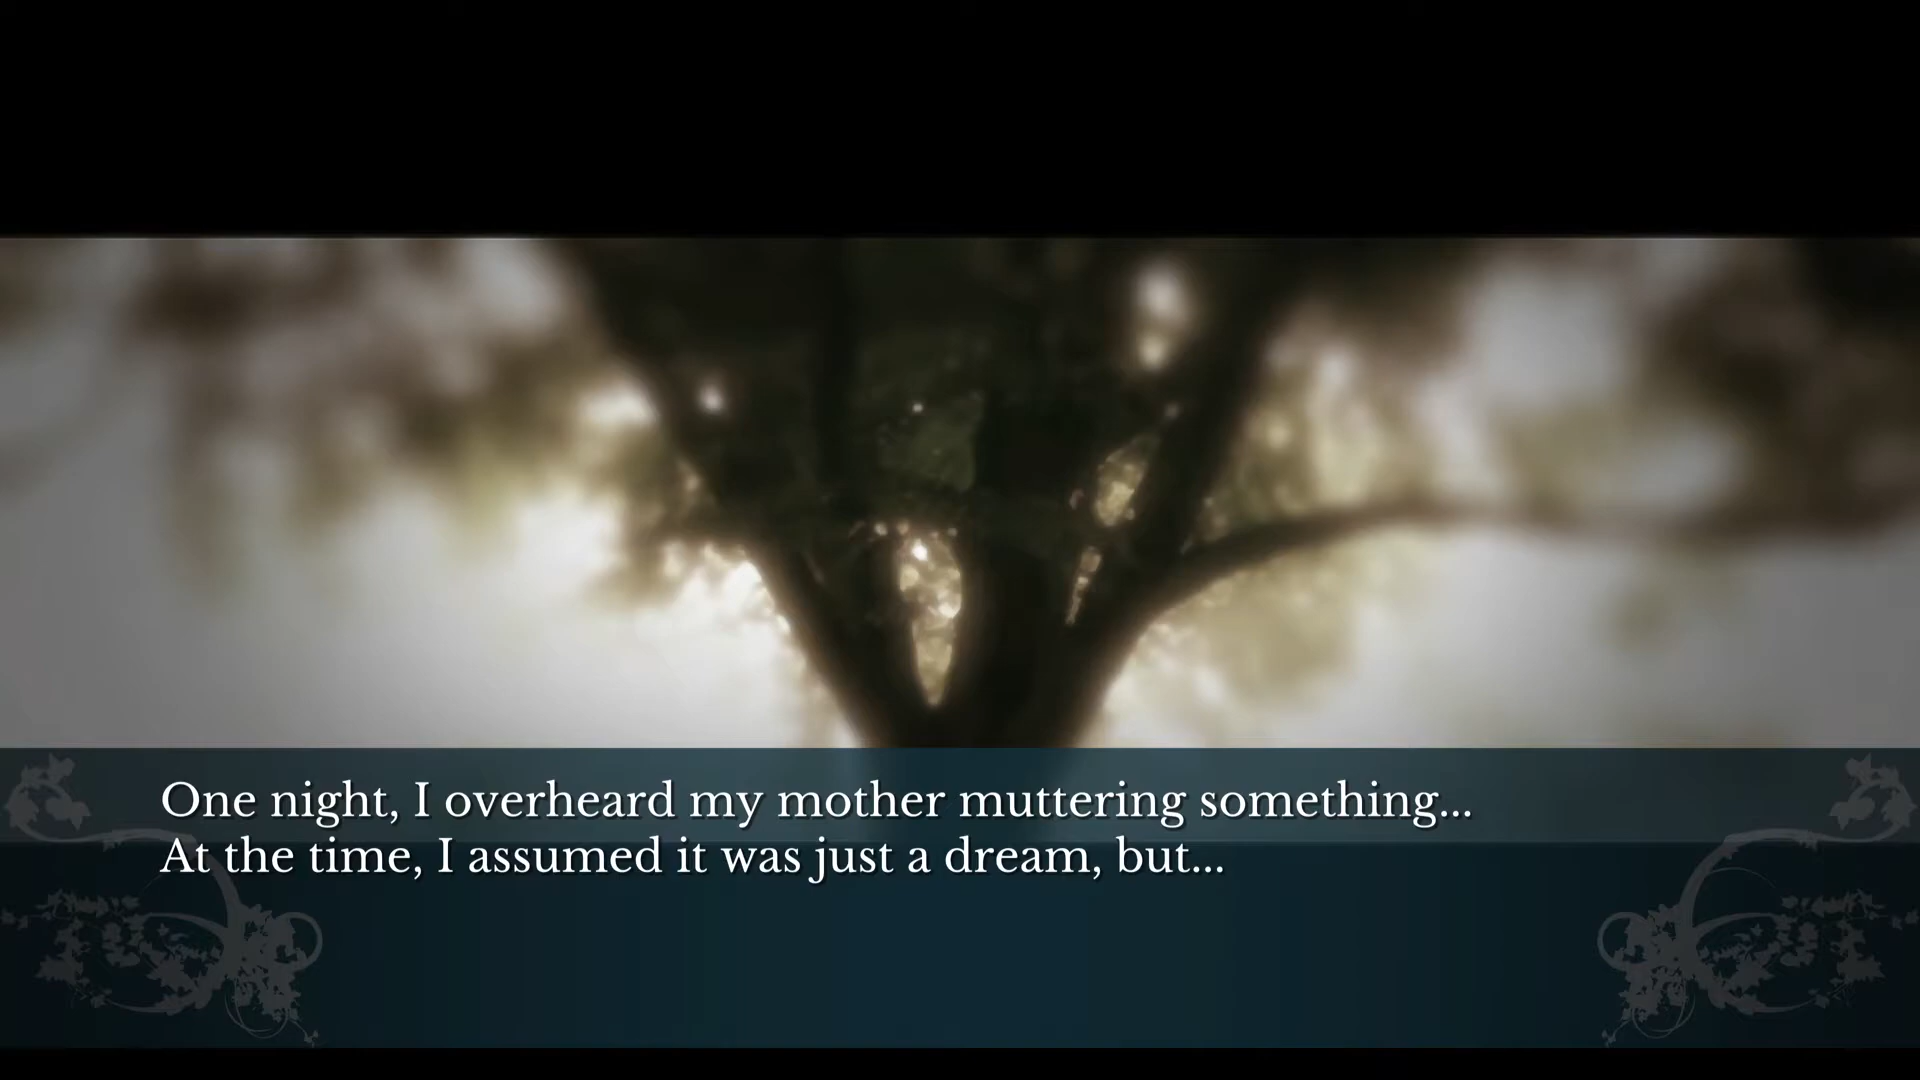 One night, I overheard my mother muttering something...
At the time, I assumed it was just a dream, but...